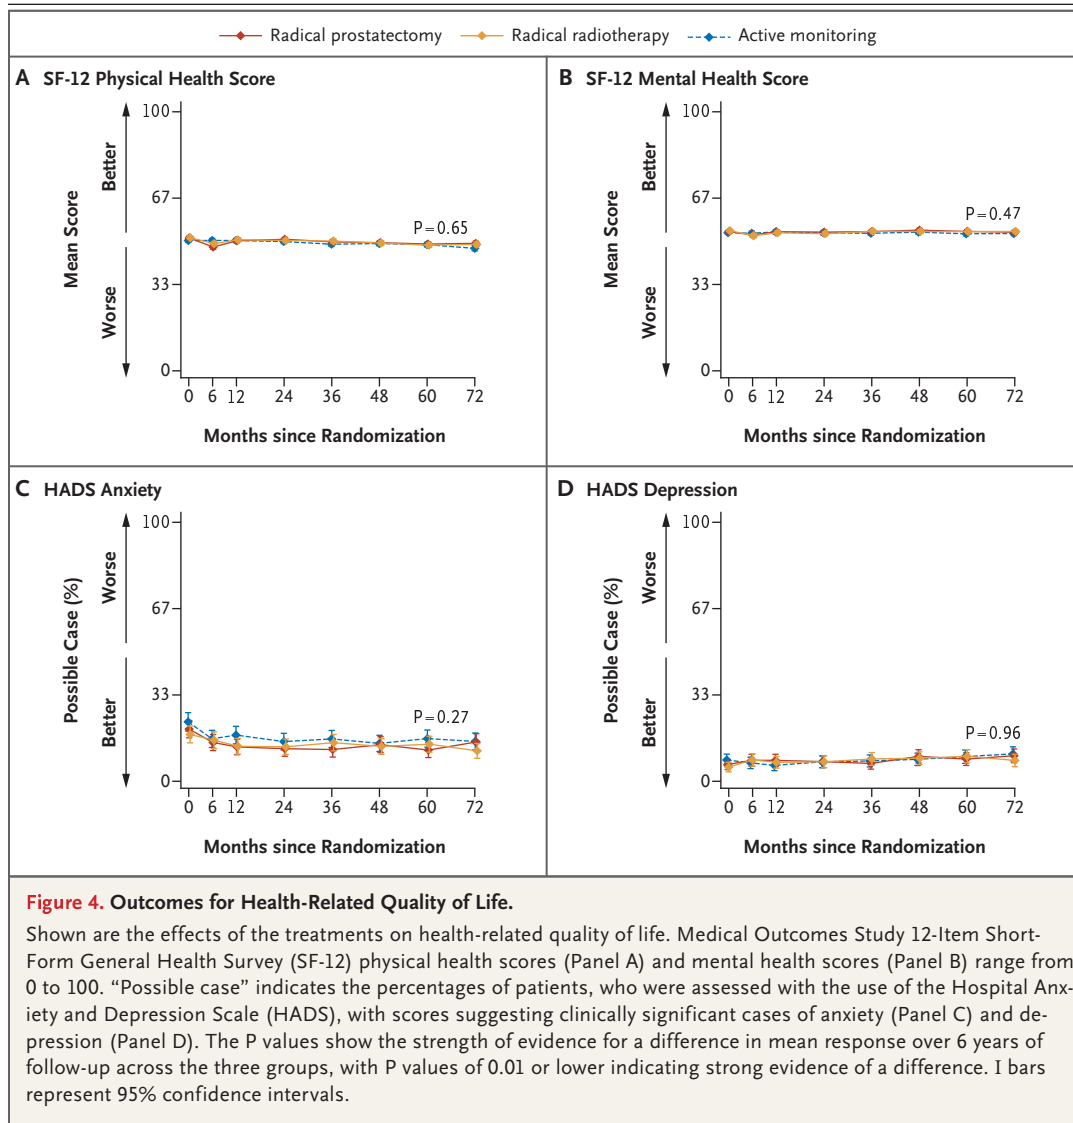 Radical prostatectomy Radical radiotherapy Active monitoring
A SF-12 Physical Health Score
100
67
33
0
Better
Worse
Mean Score
P=0.65
0 6 12 24 36 48 60 72
Months since Randomization
B SF-12 Mental Health Score
100
67
33
0
Better
Worse
Mean Score
P=0.47
0 6 12 24 36 48 60 72
Months since Randomization
C HADS Anxiety
100
67
33
0
Worse
Better
Possible Case (%)
P=0.27
0 6 12 24 36 48 60 72
Months since Randomization
D HADS Depression
100
67
33
0
Worse
Better
Possible Case (%)
P=0.96
0 6 12 24 36 48 60 72
Months since Randomization
Figure 4. Outcomes for Health-Related Quality of Life.
Shown are the effects of the treatments on health-related quality of life. Medical Outcomes Study 12-Item Short-
Form General Health Survey (SF-12) physical health scores (Panel A) and mental health scores (Panel B) range from
0 to 100. “Possible case” indicates the percentages of patients, who were assessed with the use of the Hospital Anx-
iety and Depression Scale (HADS), with scores suggesting clinically significant cases of anxiety (Panel C) and de-
pression (Panel D). The P values show the strength of evidence for a difference in mean response over 6 years of
follow-up across the three groups, with P values of 0.01 or lower indicating strong evidence of a difference. I bars
represent 95% confidence intervals.